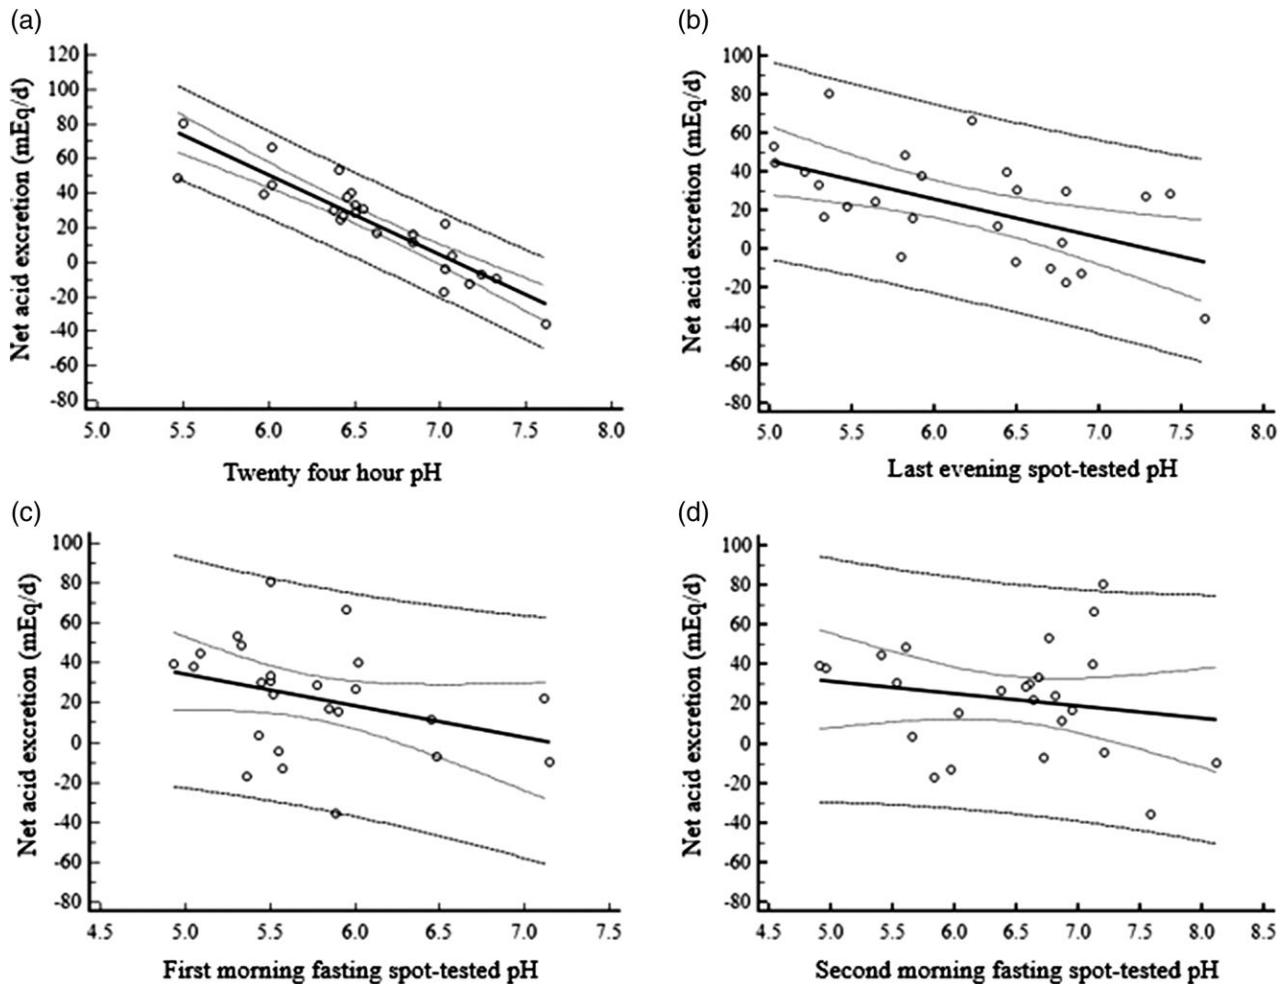 (a)
120
100
80
60
40
20
0
-20
-40
-60
-80
Net acid excretion (mEq/d)
5.0 5.5 6.0 6.5 7.0 7.5 8.0
Twenty four hour pH
(b)
100
80
60
40
20
0
-20
-40
-60
-80
Net acid excretion (mEq/d)
5.0 5.5 6.0 6.5 7.0 7.5 8.0
Last evening spot-tested pH
(c)
100
80
60
40
20
0
-20
-40
-60
-80
Net acid excretion (mEq/d)
4.5 5.0 5.5 6.0 6.5 7.0 7.5
First morning fasting spot-tested pH
(d)
100
80
60
40
20
0
-20
-40
-60
-80
Net acid excretion (mEq/d)
4.5 5.0 5.5 6.0 6.5 7.0 7.5 8.0 8.5
Second morning fasting spot-tested pH